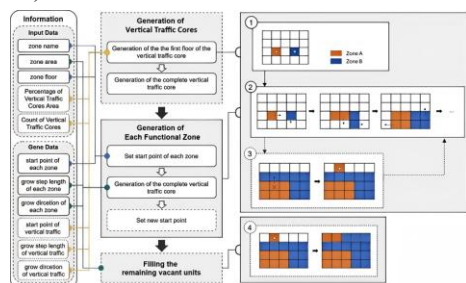 Information
Input Data
zone name
zone area
zone floor
Percentage of
Vertical Traffic
Cores Area
Count of Vertical
Traffic Cores
Gene Data
start point of
each zone
grow step length
of each zone
grow direction of
each zone
start point of
vertical traffic
grow step length
of vertical traffic
grow dircetion
of vertical traffic
Generation of
Vertical Traffic Cores
Generation of the the first floor of the
vertical traffic core
Generation of the complete vertical
traffic core
Generation of
Each Functional Zone
Set start point of each zone
Generation of the complete vertical
traffic core
Set new start point
Filling the
remaining vacant units
1
Zone A
Zone B
2
...
3
4